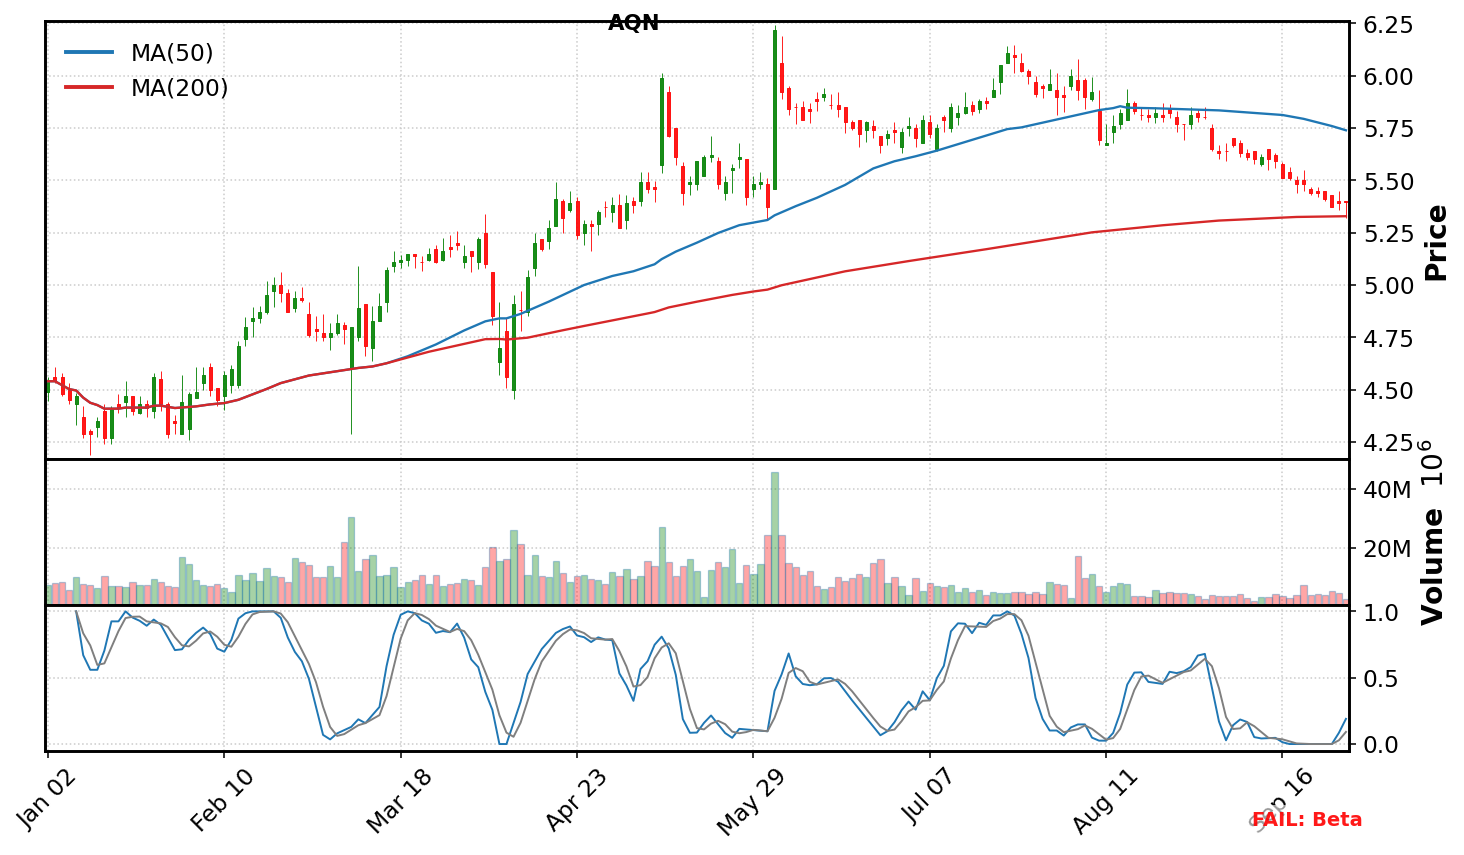 AQN
MA(50)
MA(200)
6.25
6.00
5.75
5.50
5.25
5.00
4.75
4.50
4.25
Price
40M
20M
Volume 10^6
1.0
0.5
0.0
Jan 02
Feb 10
Mar 18
Apr 23
May 29
Jul 07
Aug 11
Sep 16
FAIL: Beta